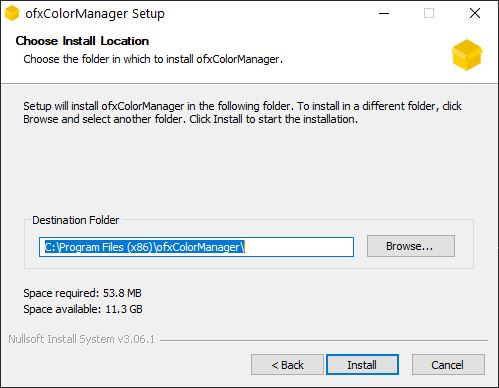 ofxColorManager Setup
Choose Install Location
Choose the folder in which to install ofxColorManager.
Setup will install ofxColorManager in the following folder. To install in a different folder, click
Browse and select another folder. Click Install to start the installation.
Destination Folder
C:\Program Files (x86)\ofxColorManager\
Browse...
Space required: 53.8 MB
Space available: 11.3 GB
Nullsoft Install System v3.06.1
< Back
Install
Cancel